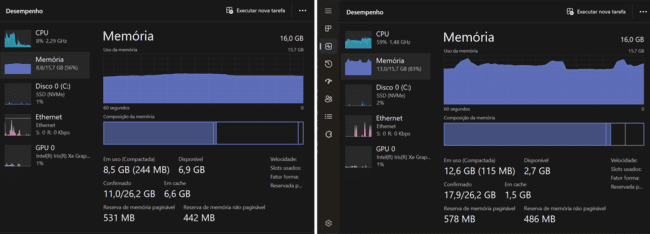 Desempenho
Executar nova tarefa
CPU
8% 2,29 GHz
Memória
8,8/15,7 GB (56%)
Disco 0 (C:)
SSD (NVMe)
1%
Ethernet
Ethernet
S: 0 R: 0 Kbps
GPU 0
Intel(R) Iris(R) Xe Grap...
1%
Memória
16,0 GB
Uso da memória
15,7 GB
60 segundos
0
Composição da memória
Em uso (Compactada)
Disponível
8,5 GB (244 MB)
6,9 GB
Confirmado
Em cache
11,0/26,2 GB
6,6 GB
Reserva de memória paginável
Reserva de memória não paginável
531 MB
442 MB
Velocidade:
Slots usados:
Fator forma:
Reservada p...
Desempenho
Executar nova tarefa
CPU
59% 1,48 GHz
Memória
13,0/15,7 GB (83%)
Disco 0 (C:)
SSD (NVMe)
2%
Ethernet
Ethernet
S: 0 R: 0 Kbps
GPU 0
Intel(R) Iris(R) Xe Grap...
1%
Memória
16,0 GB
Uso da memória
15,7 GB
60 segundos
0
Composição da memória
Em uso (Compactada)
Disponível
12,6 GB (115 MB)
2,7 GB
Confirmado
Em cache
17,9/26,2 GB
1,5 GB
Reserva de memória paginável
Reserva de memória não paginável
578 MB
486 MB
Velocidade:
Slots usados:
Fator forma:
Reservada p...